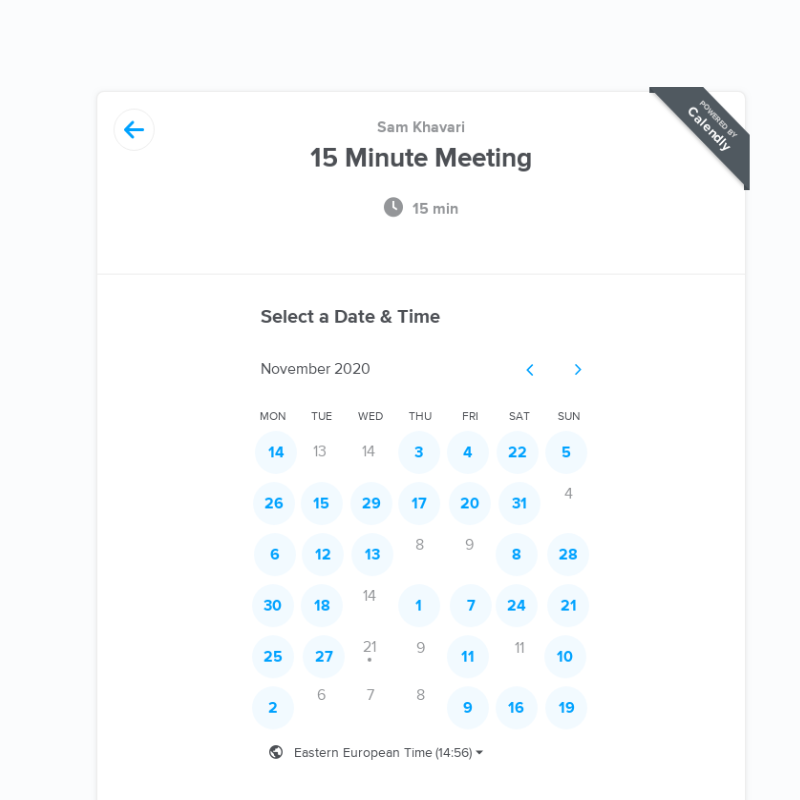 POWERED BY
Calendly
Sam Khavari
15 Minute Meeting
15 min
Select a Date & Time
November 2020
MON TUE WED THU FRI SAT SUN
14 13 14 3 4 22 5
26 15 29 17 20 31 4
6 12 13 8 9 8 28
30 18 14 1 7 24 21
25 27 21 9 11 11 10
2 6 7 8 9 16 19
Eastern European Time (14:56)